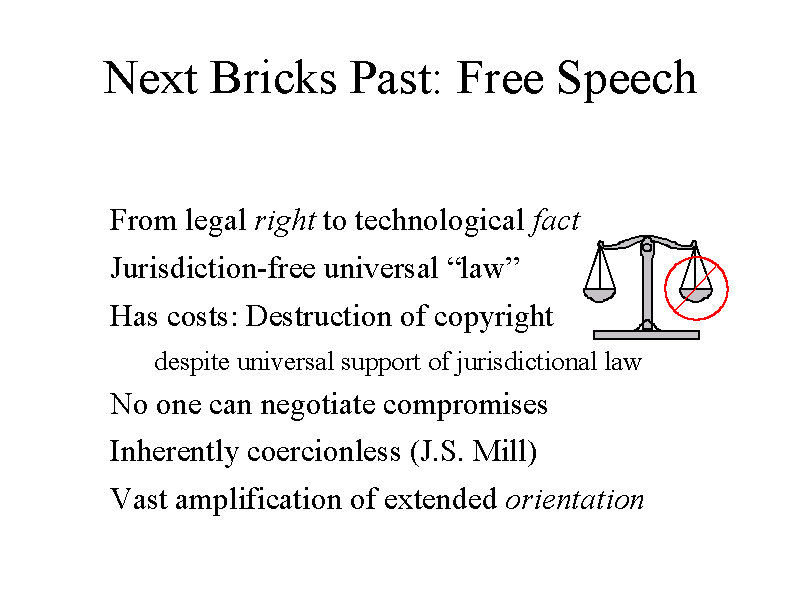 Next Bricks Past: Free Speech
From legal right to technological fact
Jurisdiction-free universal “law”
Has costs: Destruction of copyright
despite universal support of jurisdictional law
No one can negotiate compromises
Inherently coercionless (J.S. Mill)
Vast amplification of extended orientation